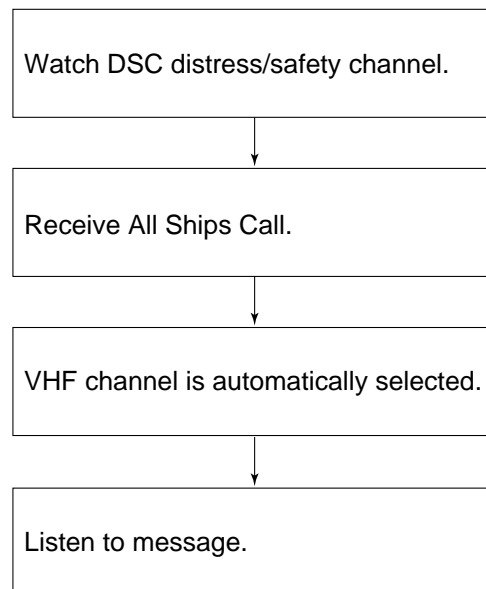 Watch DSC distress/safety channel.
Receive All Ships Call.
VHF channel is automatically selected.
Listen to message.